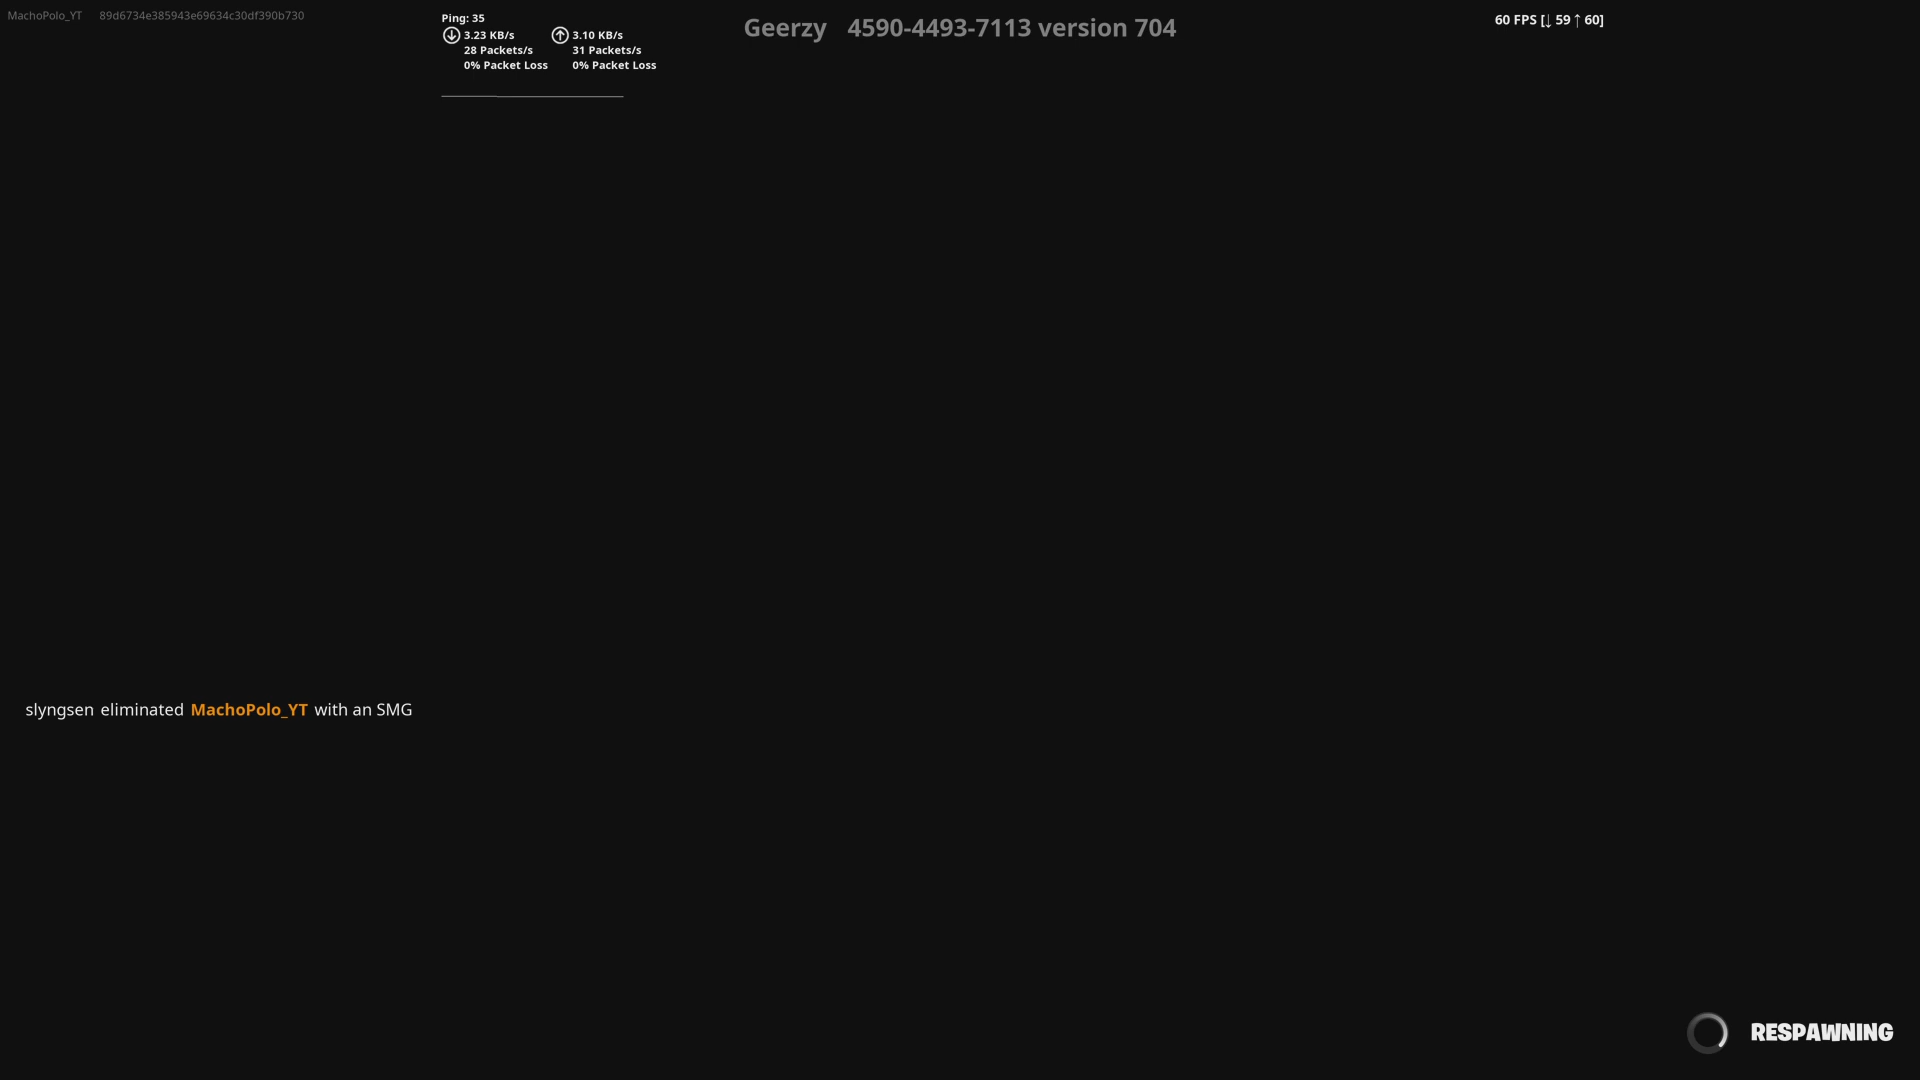 MachoPolo_YT 89d6734e385943e69634c30df390b730
Ping: 35
3.23 KB/s 3.10 KB/s
28 Packets/s 31 Packets/s
0% Packet Loss 0% Packet Loss
Geerzy 4590-4493-7113 version 704
60 FPS [↓ 59 ↑ 60]
slyngsen eliminated MachoPolo_YT with an SMG
RESPAWNING